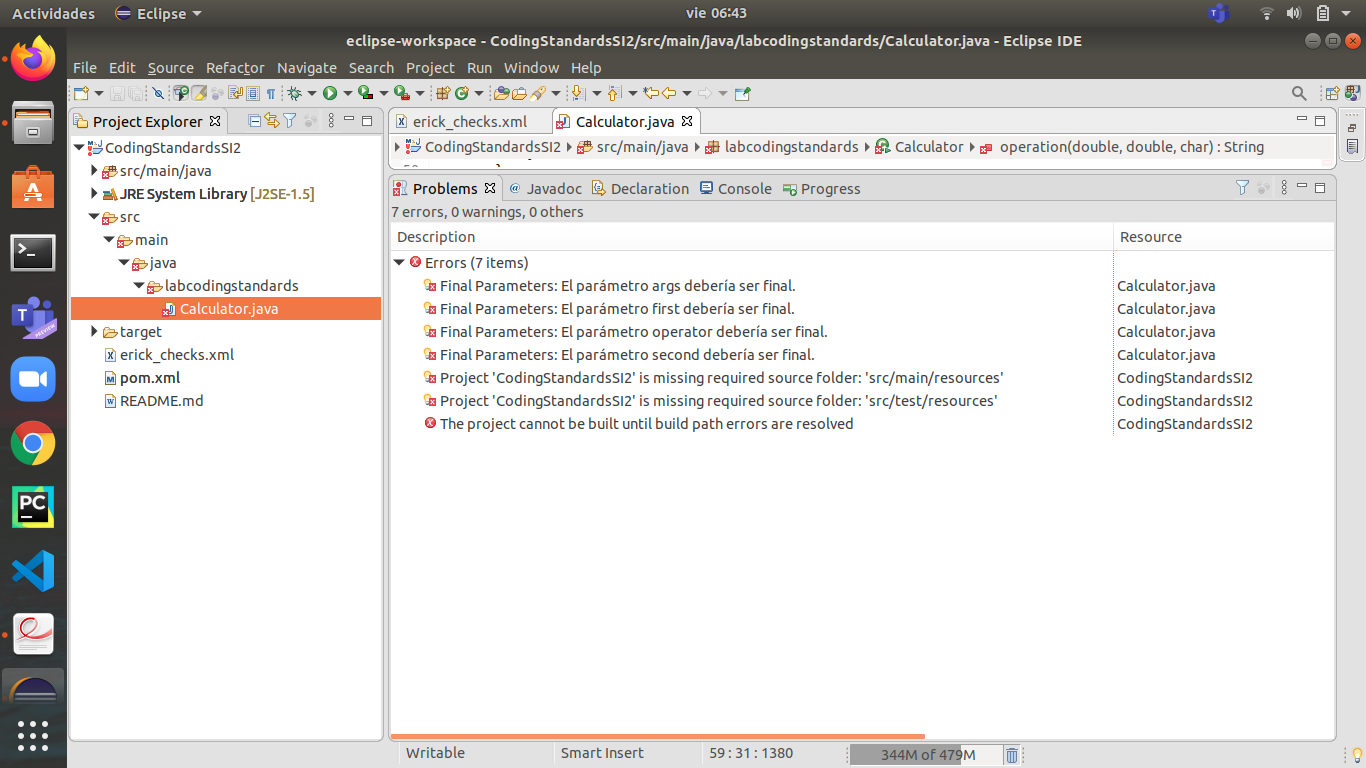 Actividades Eclipse vie 06:43
eclipse-workspace - CodingStandardsSI2/src/main/java/labcodingstandards/Calculator.java - Eclipse IDE
File Edit Source Refactor Navigate Search Project Run Window Help
Project Explorer
CodingStandardsSI2
src/main/java
JRE System Library [J2SE-1.5]
src
main
java
labcodingstandards
Calculator.java
target
erick_checks.xml
pom.xml
README.md
erick_checks.xml Calculator.java
CodingStandardsSI2 src/main/java labcodingstandards Calculator operation(double, double, char) : String
Problems Javadoc Declaration Console Progress
7 errors, 0 warnings, 0 others
Description Resource
Errors (7 items)
Final Parameters: El parámetro args debería ser final. Calculator.java
Final Parameters: El parámetro first debería ser final. Calculator.java
Final Parameters: El parámetro operator debería ser final. Calculator.java
Final Parameters: El parámetro second debería ser final. Calculator.java
Project 'CodingStandardsSI2' is missing required source folder: 'src/main/resources' CodingStandardsSI2
Project 'CodingStandardsSI2' is missing required source folder: 'src/test/resources' CodingStandardsSI2
The project cannot be built until build path errors are resolved CodingStandardsSI2
Writable Smart Insert 59 : 31 : 1380 344M of 479M
PC
PREVIEW